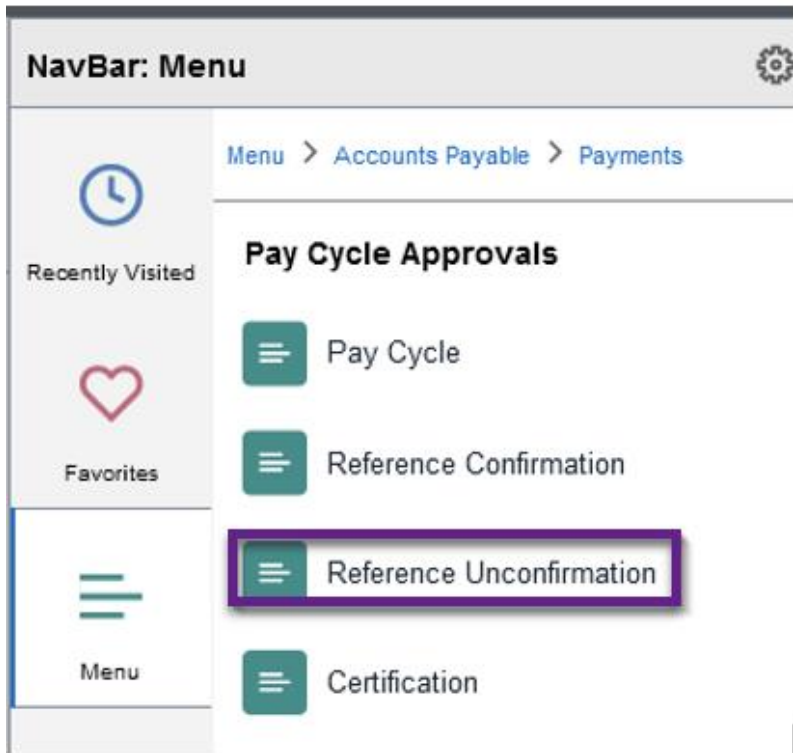 NavBar: Menu
Menu > Accounts Payable > Payments
Recently Visited
Pay Cycle Approvals
Pay Cycle
Favorites
Reference Confirmation
Reference Unconfirmation
Menu
Certification